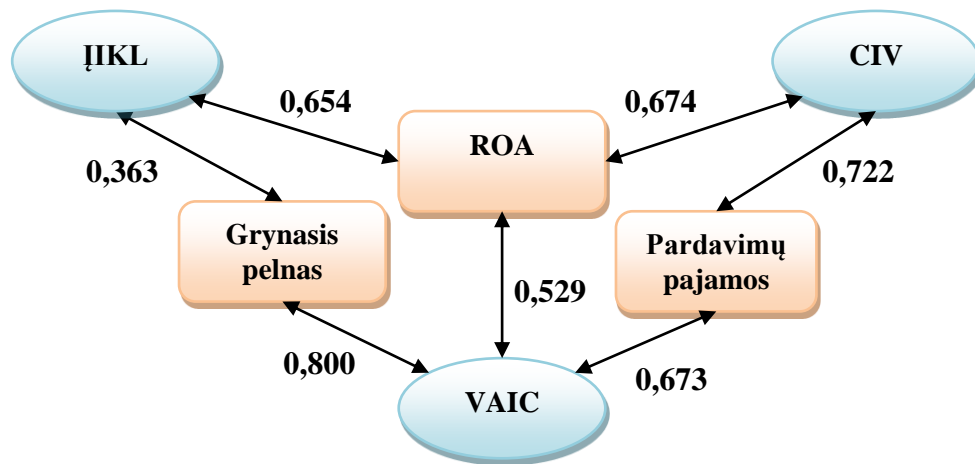 ĮIKL
CIV
0,654
0,674
ROA
0,363
0,722
Grynasis
pelnas
Pardavimų
pajamos
0,529
0,800
0,673
VAIC